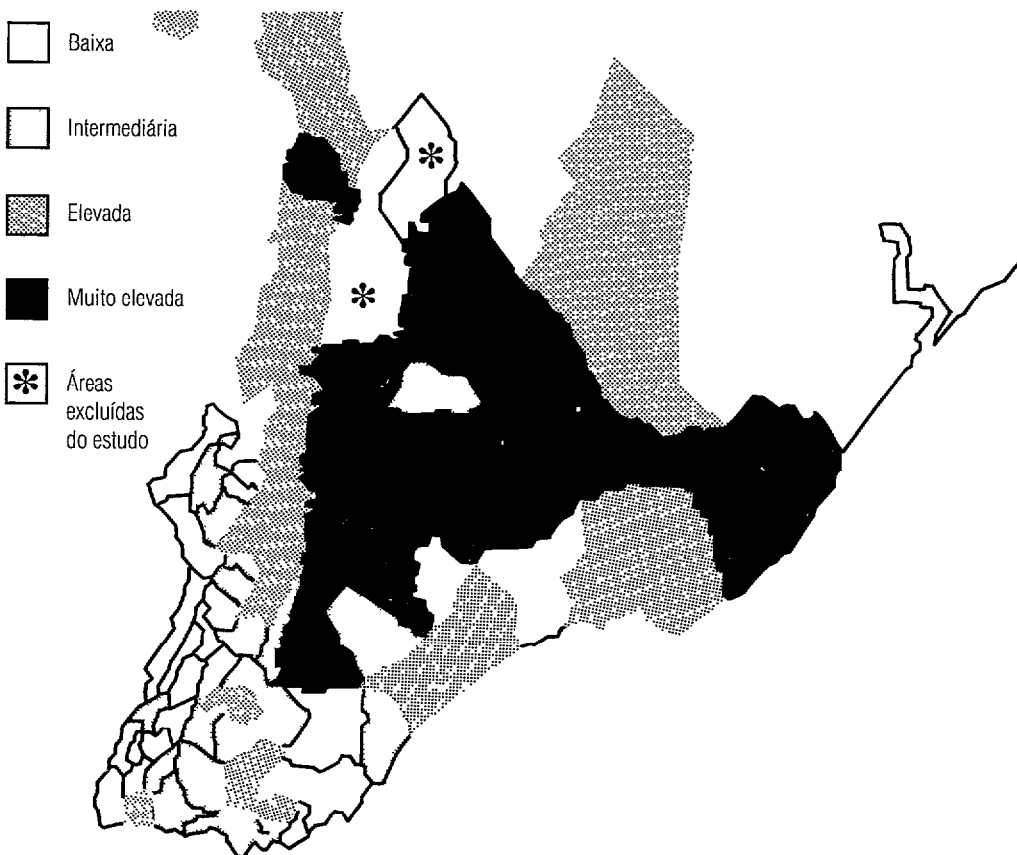 Baixa
Intermediária
Elevada
Muito elevada
Áreas
excluídas
do estudo